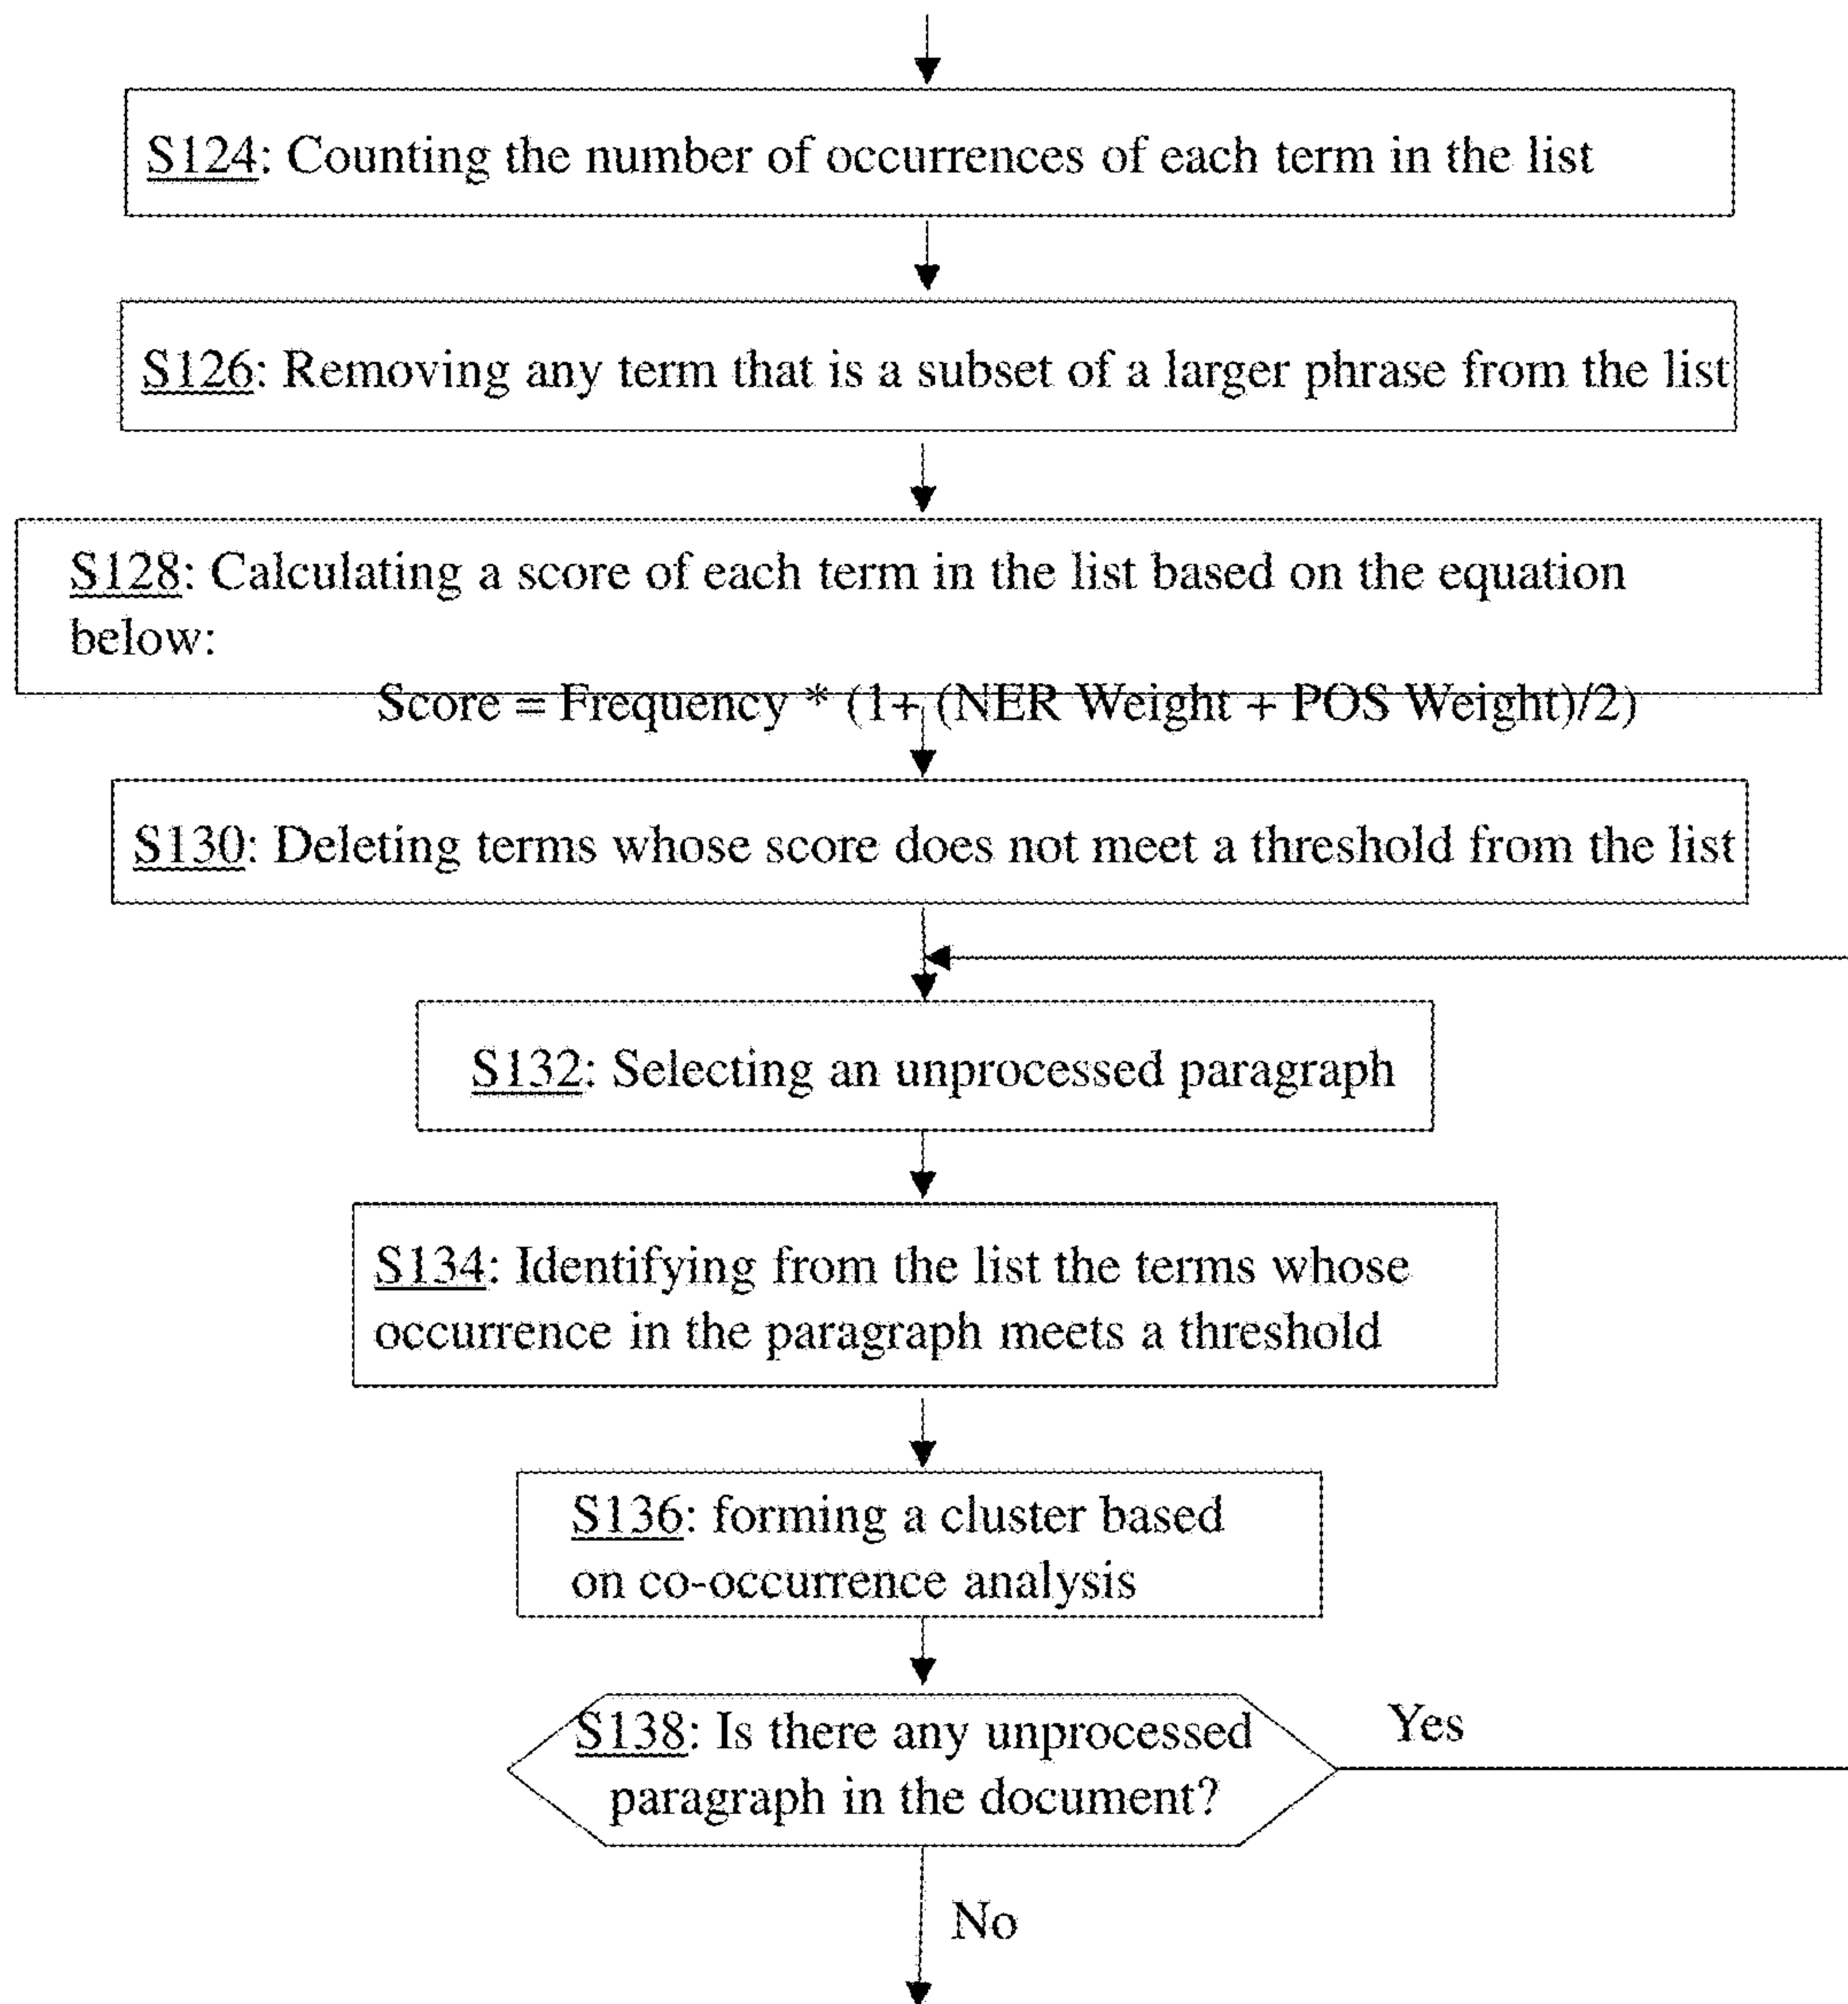 S124: Counting the number of occurrences of each term in the list
S126: Removing any term that is a subset of a larger phrase from the list
S128: Calculating a score of each term in the list based on the equation
below:
Score = Frequency * (1+ (NER Weight + POS Weight)/2)
S130: Deleting terms whose score does not meet a threshold from the list
S132: Selecting an unprocessed paragraph
S134: Identifying from the list the terms whose
occurrence in the paragraph meets a threshold
S136: forming a cluster based
on co-occurrence analysis
S138: Is there any unprocessed
paragraph in the document?
Yes
No